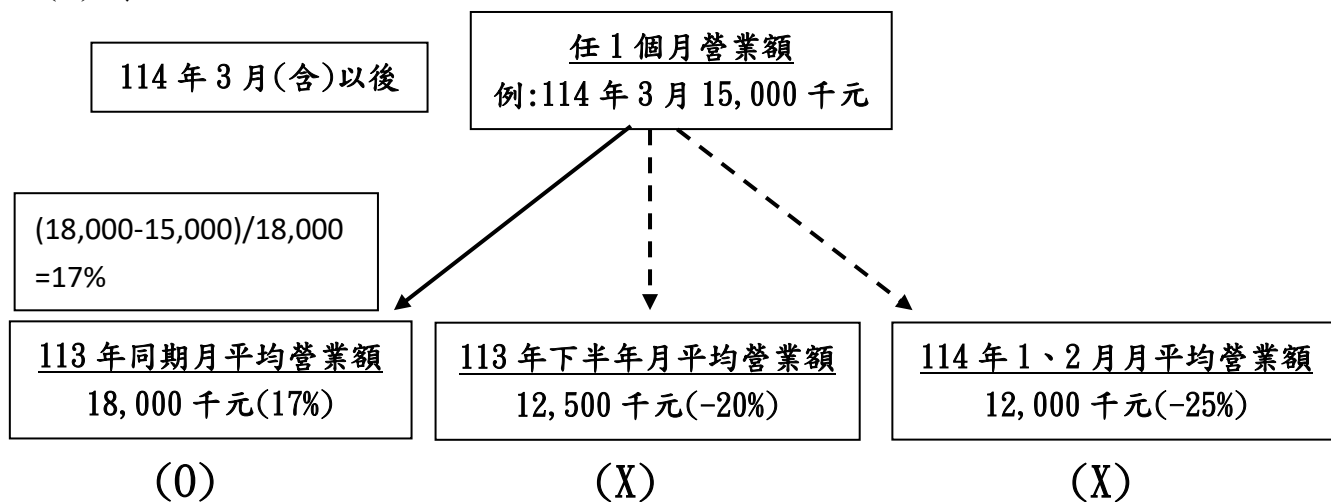 114 年 3 月(含)以後
任 1 個月營業額
例:114 年 3 月 15,000 千元
(18,000-15,000)/18,000
=17%
113 年同期月平均營業額
18,000 千元(17%)
113 年下半年月平均營業額
12,500 千元(-20%)
114 年 1、2 月月平均營業額
12,000 千元(-25%)
(O)
(X)
(X)